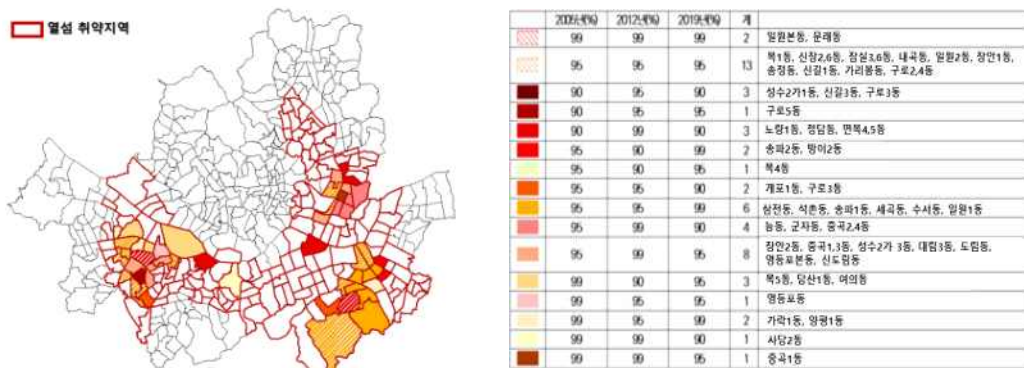 열섬 취약지역
2006년(%) 2012년(%) 2019년(%) 계
99 99 99 2 일원본동, 문래동
95 95 95 13 목1동, 신정2,6동, 잠실3,6동, 내곡동, 일원2동, 장안1동,
송정동, 신길1동, 가리봉동, 구로2,4동
90 95 90 3 성수2가1동, 신길3동, 구로3동
90 95 95 1 구로5동
90 99 90 3 노량1동, 청담동, 면목4,5동
95 90 99 2 송파2동, 방이2동
95 90 95 1 목4동
95 95 90 2 개포1동, 구로3동
95 95 99 6 삼전동, 석촌동, 송파1동, 세곡동, 수서동, 일원1동
95 99 90 4 능동, 군자동, 중곡2,4동
95 99 95 8 장안2동, 중곡1,3동, 성수2가 3동, 대림3동, 도림동,
영등포본동, 신도림동
99 90 95 3 목5동, 당산1동, 여의동
99 95 95 1 영등포동
99 95 99 2 가락1동, 양평1동
99 99 90 1 사당2동
99 99 95 1 중곡1동